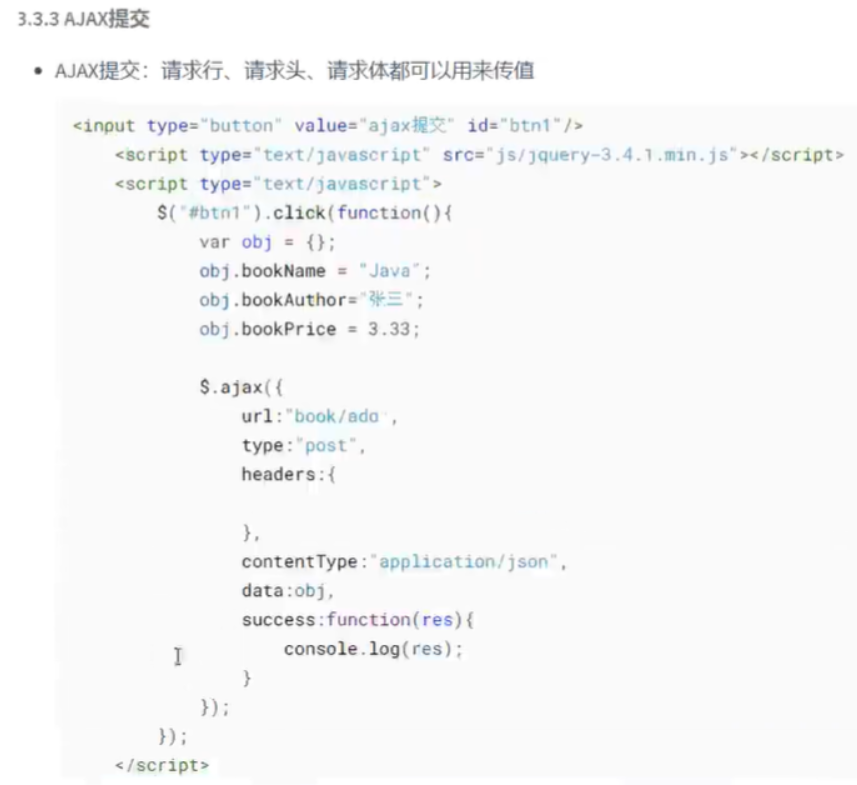 3.3.3 AJAX提交
• AJAX提交：请求行、请求头、请求体都可以用来传值
<input type="button" value="ajax提交" id="btn1"/>
<script type="text/javascript" src="js/jquery-3.4.1.min.js"></script>
<script type="text/javascript">
$("#btn1").click(function(){
var obj = {};
obj.bookName = "Java";
obj.bookAuthor="张三";
obj.bookPrice = 3.33;
$.ajax({
url:"book/add",
type:"post",
headers:{
},
contentType:"application/json",
data:obj,
success:function(res){
console.log(res);
}
});
});
</script>